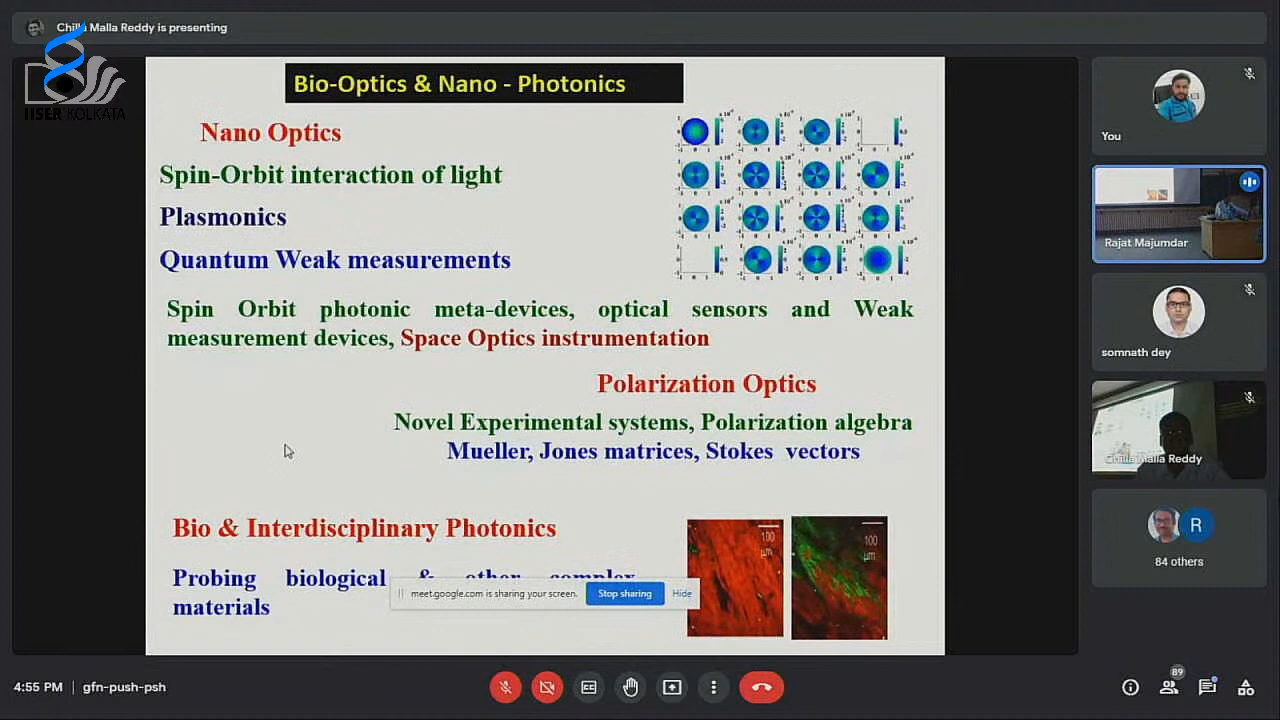 Chilla Malla Reddy is presenting
IISER KOLKATA
Bio-Optics & Nano - Photonics
Nano Optics
Spin-Orbit interaction of light
Plasmonics
Quantum Weak measurements
Spin Orbit photonic meta-devices, optical sensors and Weak
measurement devices, Space Optics instrumentation
Polarization Optics
Novel Experimental systems, Polarization algebra
Mueller, Jones matrices, Stokes vectors
Bio & Interdisciplinary Photonics
Probing biological & other complex
materials
100
µm
100
µm
meet.google.com is sharing your screen.
Stop sharing
Hide
You
Rajat Majumdar
somnath dey
Chilla Malla Reddy
R
84 others
4:55 PM | gfn-push-psh
89